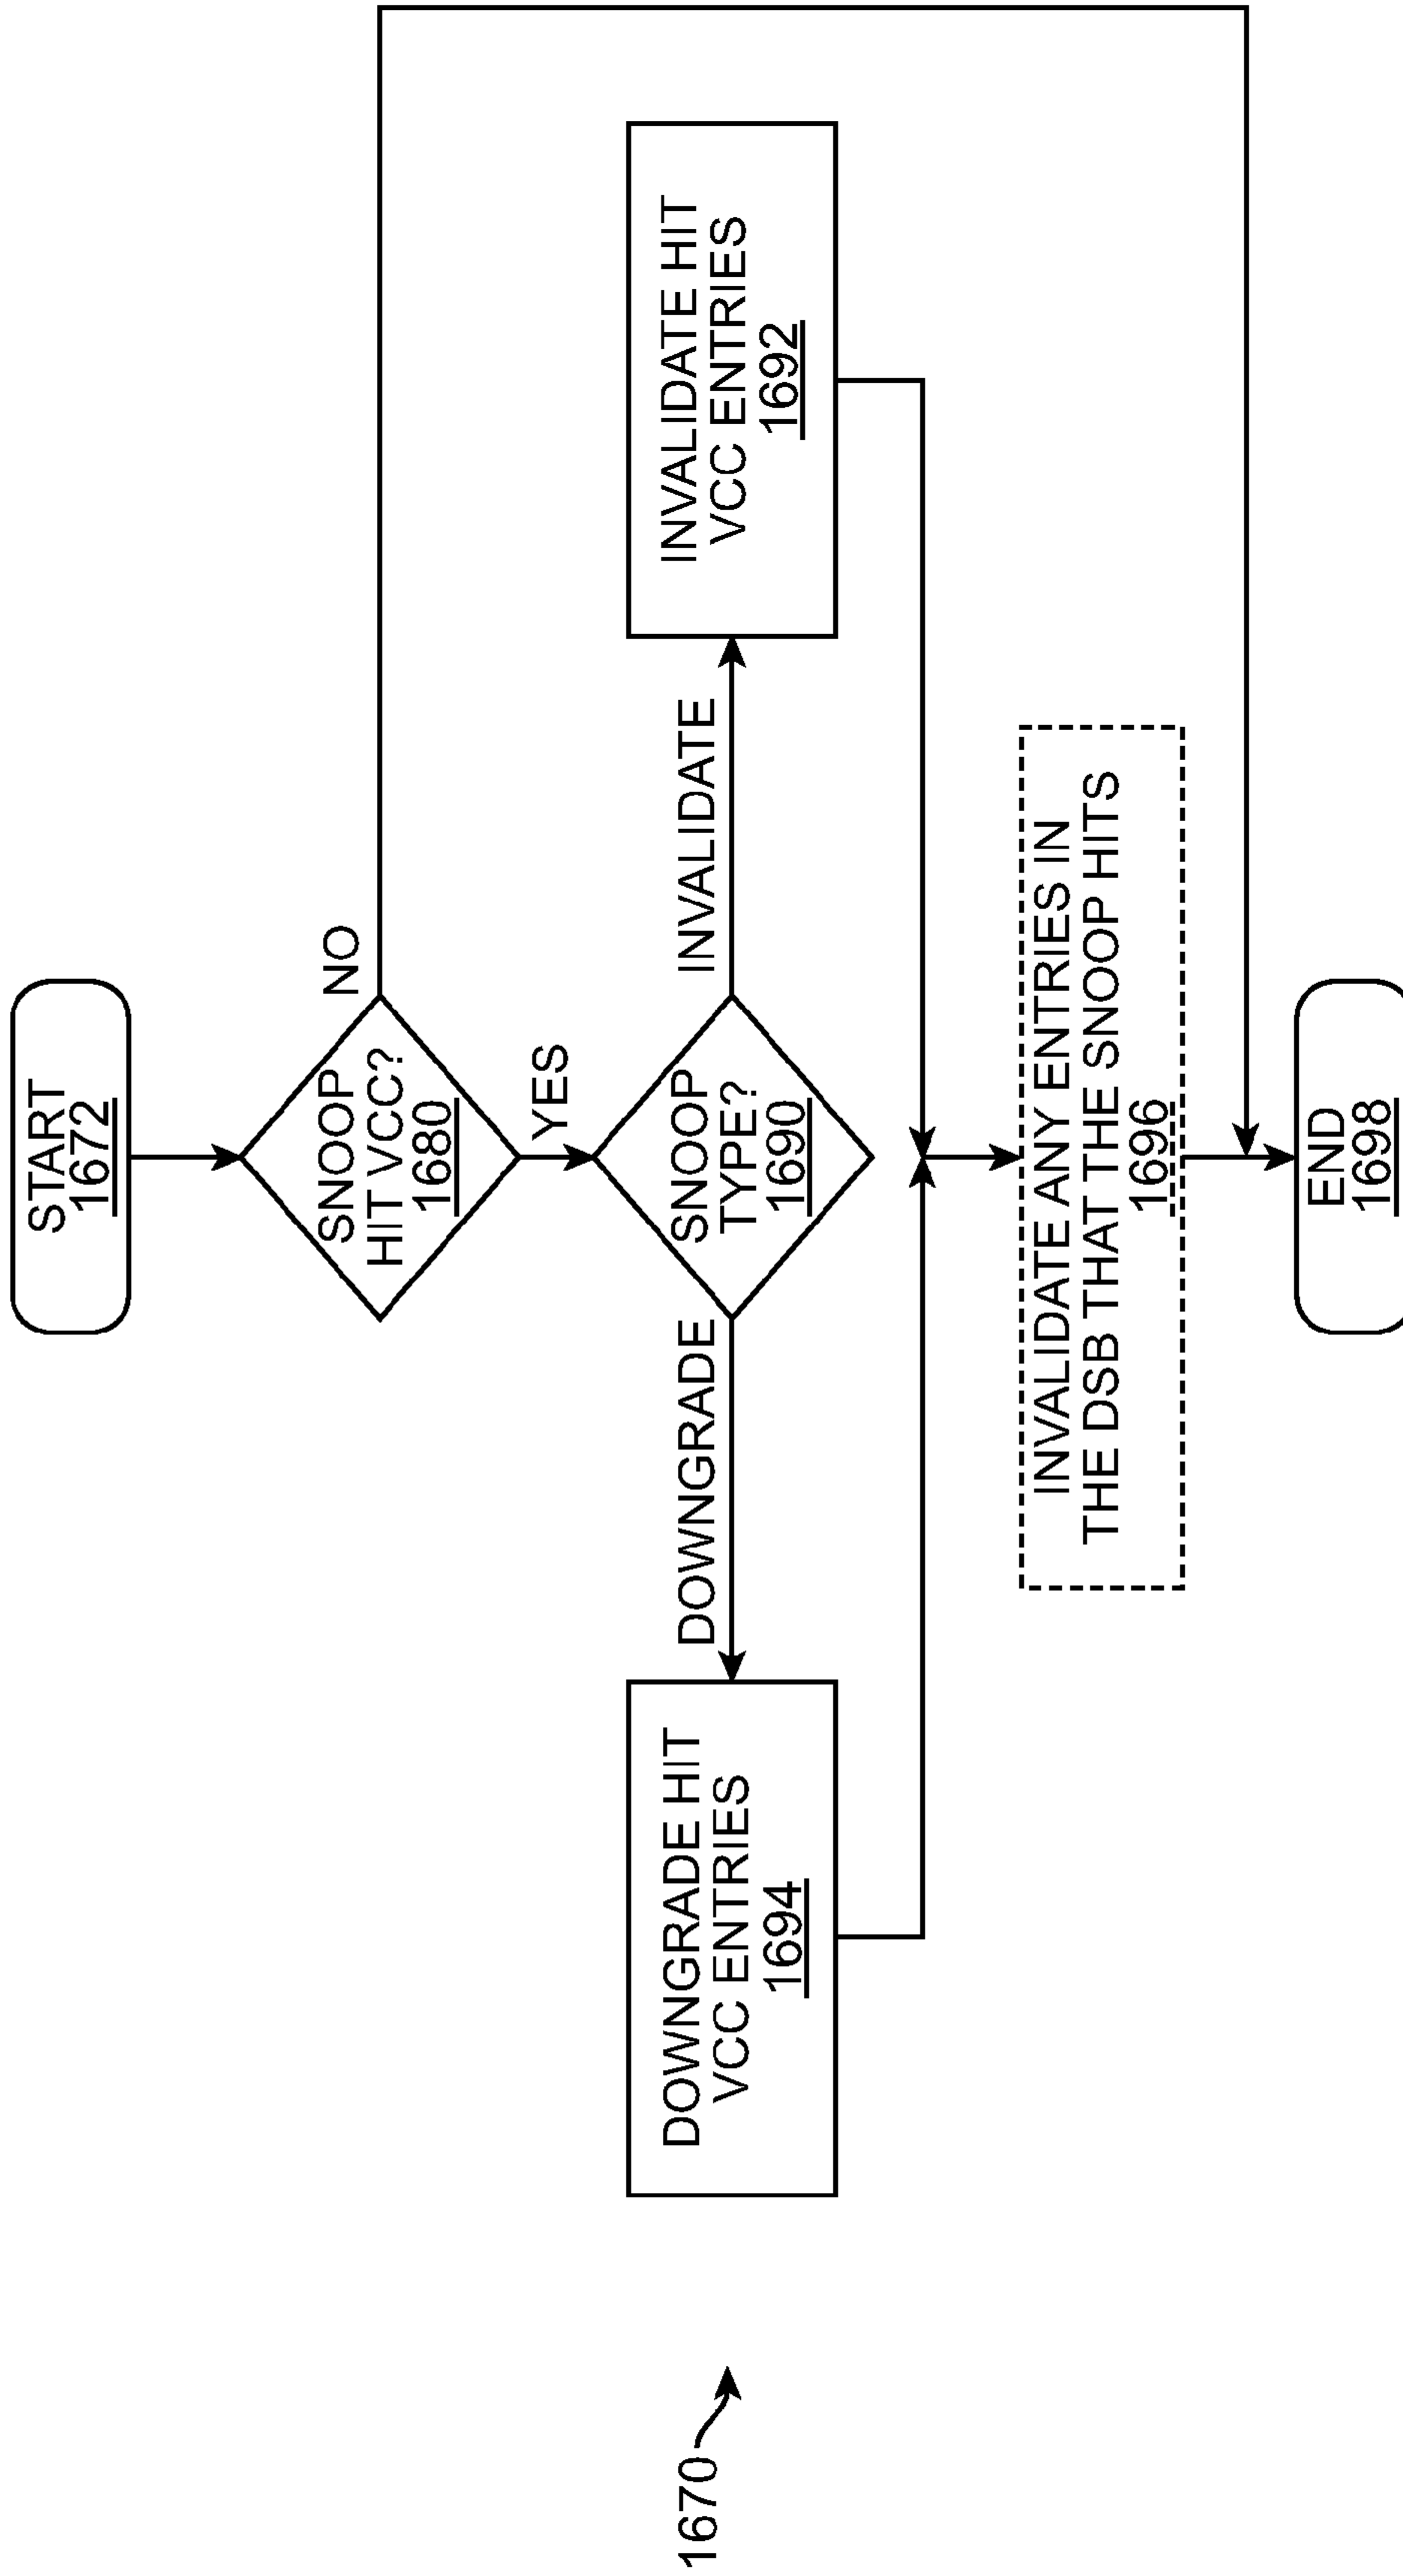 START
1672
SNOOP
HIT VCC?
1680
NO
YES
SNOOP
TYPE?
1690
DOWNGRADE
INVALIDATE
DOWNGRADE HIT
VCC ENTRIES
1694
INVALIDATE HIT
VCC ENTRIES
1692
INVALIDATE ANY ENTRIES IN
THE DSB THAT THE SNOOP HITS
1696
END
1698
1670